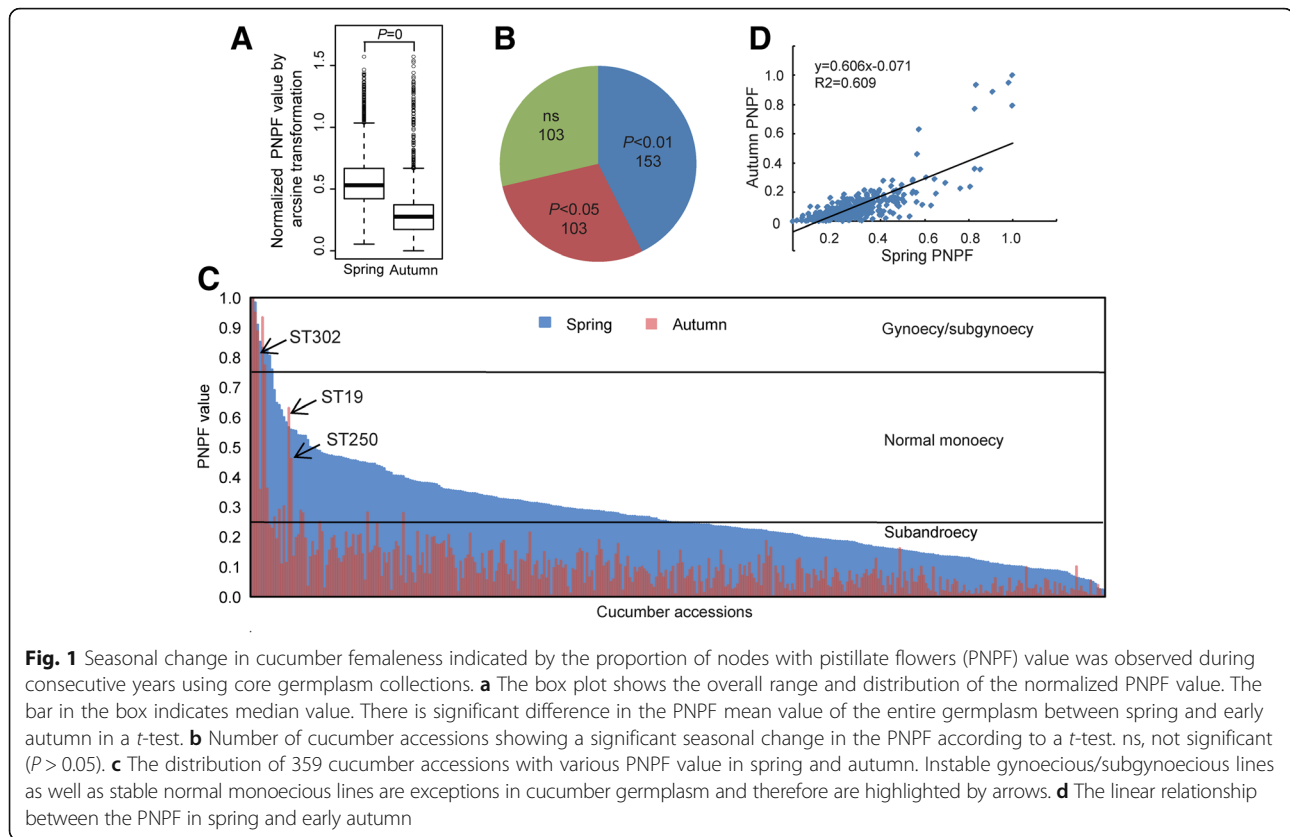 A
P=0
Normalized PNPF value by
arcsine transformation
1.5
1.0
0.5
0.0
Spring
Autumn
B
ns
103
P<0.01
153
P<0.05
103
D
y=0.606x-0.071
R2=0.609
Autumn PNPF
1.2
1.0
0.8
0.6
0.4
0.2
0
0.2 0.4 0.6 0.8 1.0
Spring PNPF
C
PNPF value
1.0
0.9
0.8
0.7
0.6
0.5
0.4
0.3
0.2
0.1
0.0
Spring
Autumn
ST302
ST19
ST250
Gynoecy/subgynoecy
Normal monoecy
Subandroecy
Cucumber accessions
Fig. 1 Seasonal change in cucumber femaleness indicated by the proportion of nodes with pistillate flowers (PNPF) value was observed during
consecutive years using core germplasm collections. a The box plot shows the overall range and distribution of the normalized PNPF value. The
bar in the box indicates median value. There is significant difference in the PNPF mean value of the entire germplasm between spring and early
autumn in a t-test. b Number of cucumber accessions showing a significant seasonal change in the PNPF according to a t-test. ns, not significant
(P > 0.05). c The distribution of 359 cucumber accessions with various PNPF value in spring and autumn. Instable gynoecious/subgynoecious lines
as well as stable normal monoecious lines are exceptions in cucumber germplasm and therefore are highlighted by arrows. d The linear relationship
between the PNPF in spring and early autumn